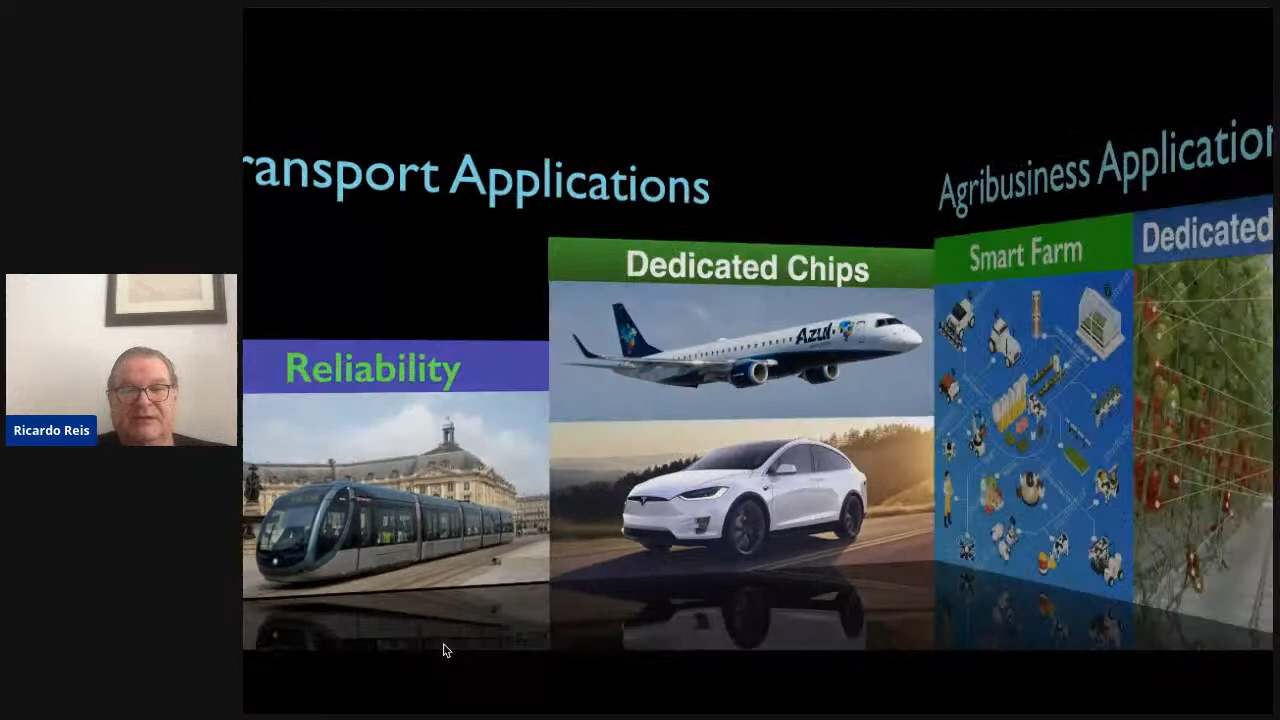 ransport Applications
Agribusiness Application
Dedicated Chips
Smart Farm
Dedicated
Reliability
Azul
Ricardo Reis